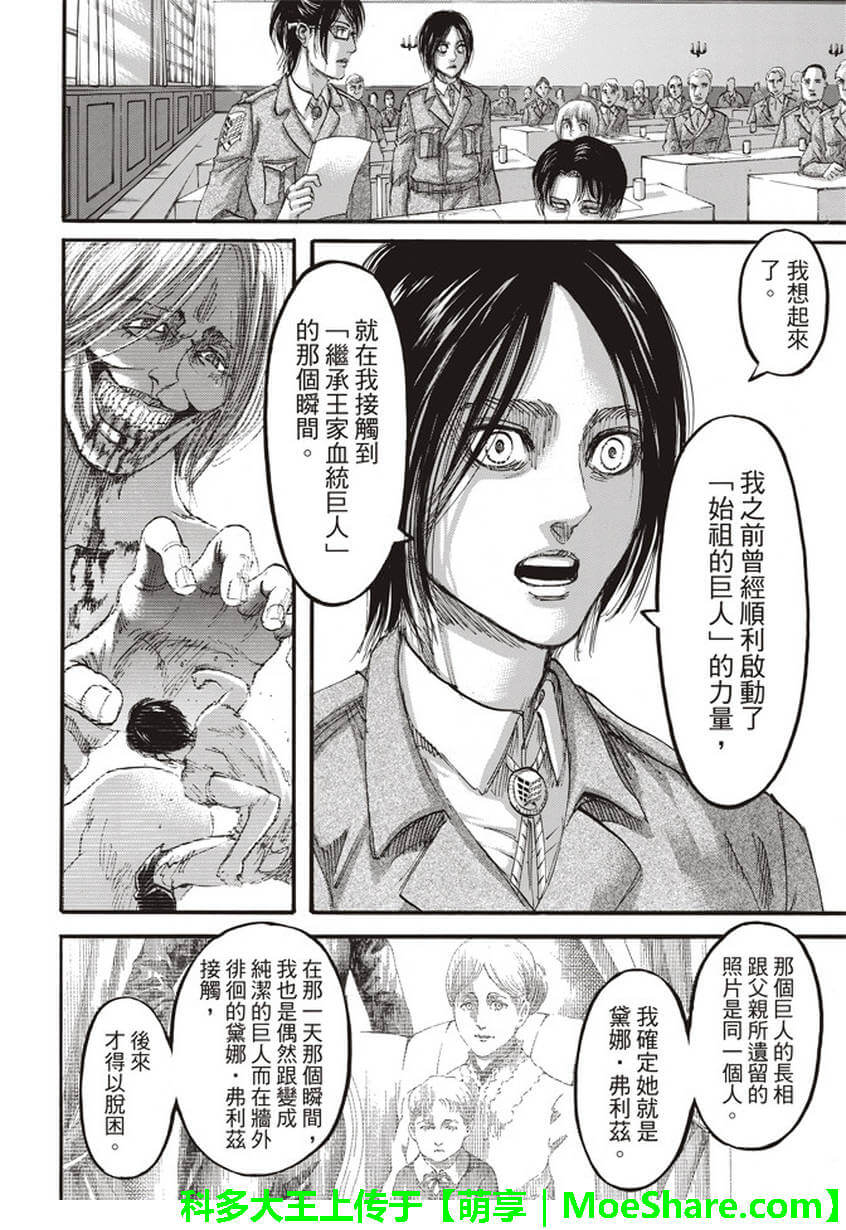 我想起來
了。
我之前曾經順利啟動了
「始祖的巨人」的力量，
就在我接觸到
「繼承王家血統巨人」
的那個瞬間。
那個巨人的長相
跟父親所遺留的
照片是同一個人。
我確定她就是
黛娜·弗利茲。
在那一天那個瞬間，
我也是偶然跟變成
純潔的巨人而在牆外
徘徊的黛娜·弗利茲
接觸，
後來
才得以脫困。
科多大王上传于【萌享|MoeShare.com】